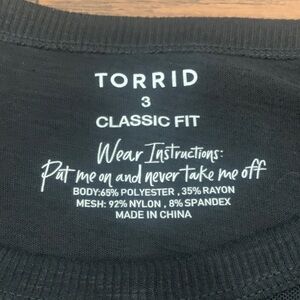 TORRID
3
CLASSIC FIT
Wear Instructions:
Put me on and never take me off
BODY:65% POLYESTER , 35% RAYON
MESH: 92% NYLON , 8% SPANDEX
MADE IN CHINA